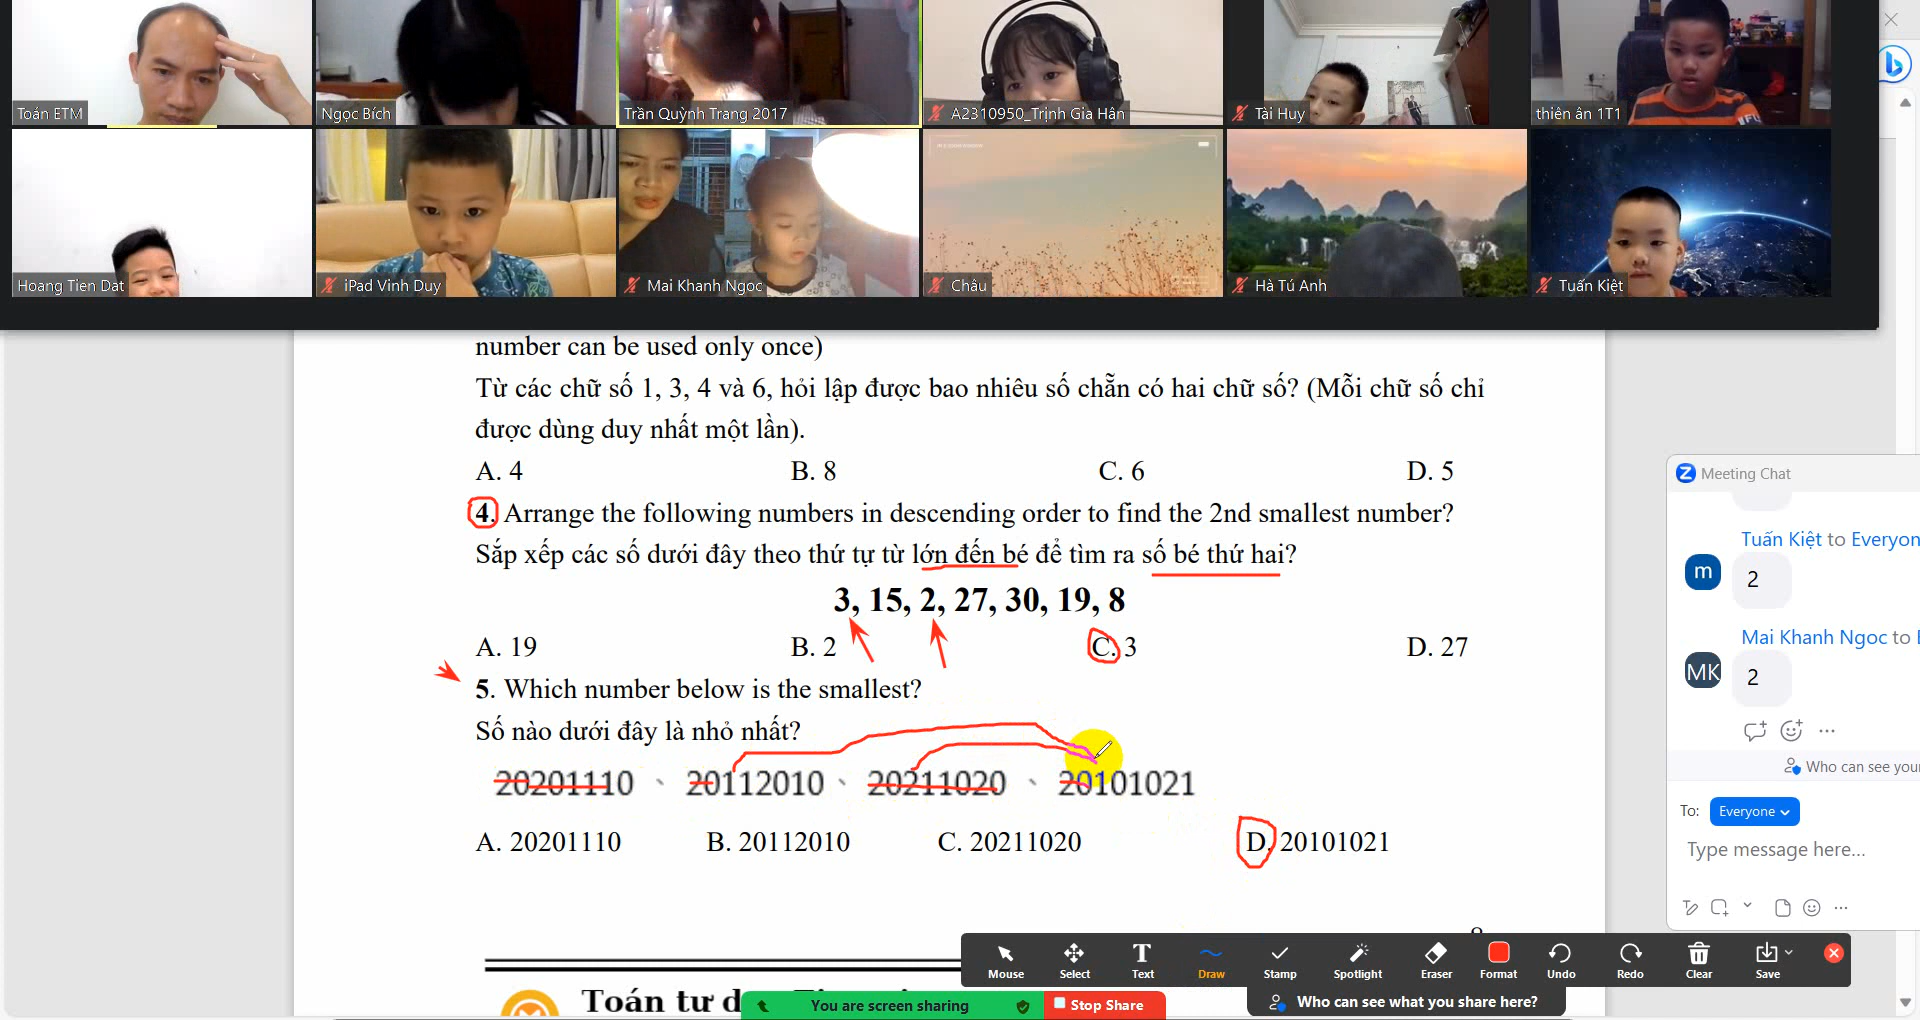 Toán ETM
Ngọc Bích
Trần Quỳnh Trang 2017
A2310950_Trịnh Gia Hân
Tài Huy
thiên ân 1T1
Hoang Tien Dat
iPad Vinh Duy
Mai Khanh Ngoc
Châu
Hà Tú Anh
Tuấn Kiệt
number can be used only once)
Từ các chữ số 1, 3, 4 và 6, hỏi lập được bao nhiêu số chẵn có hai chữ số? (Mỗi chữ số chỉ
được dùng duy nhất một lần).
A. 4 B. 8 C. 6 D. 5
4. Arrange the following numbers in descending order to find the 2nd smallest number?
Sắp xếp các số dưới đây theo thứ tự từ lớn đến bé để tìm ra số bé thứ hai?
3, 15, 2, 27, 30, 19, 8
A. 19 B. 2 C. 3 D. 27
5. Which number below is the smallest?
Số nào dưới đây là nhỏ nhất?
20201110 、 20112010 、 20211020 、 20101021
A. 20201110 B. 20112010 C. 20211020 D. 20101021
Toán tư d
Meeting Chat
Tuấn Kiệt to Everyon
m
2
Mai Khanh Ngoc to E
MK
2
Who can see you
To: Everyone
Type message here...
Mouse Select Text Draw Stamp Spotlight Eraser Format Undo Redo Clear Save
You are screen sharing
Stop Share
Who can see what you share here?